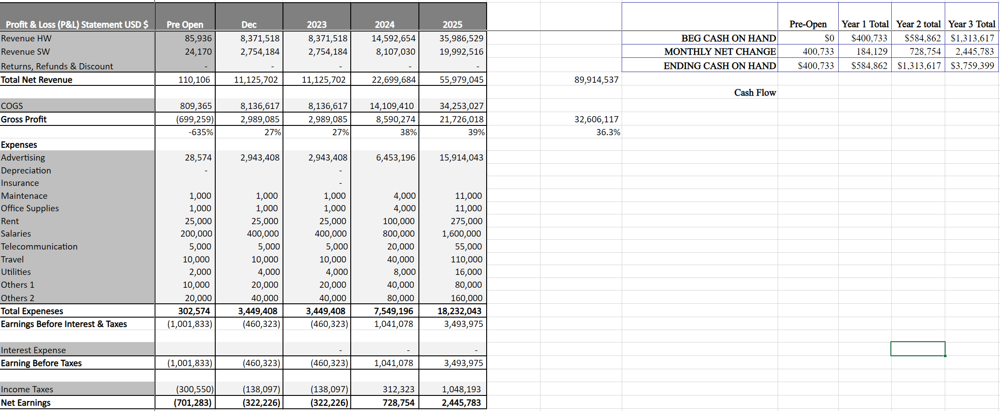 Profit & Loss (P&L) Statement USD $ Pre Open Dec 2023 2024 2025 Pre-Open Year 1 Total Year 2 total Year 3 Total
Revenue HW 85,936 8,371,518 8,371,518 14,592,654 35,986,529 BEG CASH ON HAND $0 $400,733 $584,862 $1,313,617
Revenue SW 24,170 2,754,184 2,754,184 8,107,030 19,992,516 MONTHLY NET CHANGE 400,733 184,129 728,754 2,445,783
Returns, Refunds & Discount - - - - - ENDING CASH ON HAND $400,733 $584,862 $1,313,617 $3,759,399
Total Net Revenue 110,106 11,125,702 11,125,702 22,699,684 55,979,045 89,914,537
Cash Flow
COGS 809,365 8,136,617 8,136,617 14,109,410 34,253,027
Gross Profit (699,259) 2,989,085 2,989,085 8,590,274 21,726,018 32,606,117
-635% 27% 27% 38% 39% 36.3%
Expenses
Advertising 28,574 2,943,408 2,943,408 6,453,196 15,914,043
Depreciation - -
Insurance -
Maintenace 1,000 1,000 1,000 4,000 11,000
Office Supplies 1,000 1,000 1,000 4,000 11,000
Rent 25,000 25,000 25,000 100,000 275,000
Salaries 200,000 400,000 400,000 800,000 1,600,000
Telecommunication 5,000 5,000 5,000 20,000 55,000
Travel 10,000 10,000 10,000 40,000 110,000
Utilities 2,000 4,000 4,000 8,000 16,000
Others 1 10,000 20,000 20,000 40,000 80,000
Others 2 20,000 40,000 40,000 80,000 160,000
Total Expeneses 302,574 3,449,408 3,449,408 7,549,196 18,232,043
Earnings Before Interest & Taxes (1,001,833) (460,323) (460,323) 1,041,078 3,493,975
Interest Expense - - -
Earning Before Taxes (1,001,833) (460,323) (460,323) 1,041,078 3,493,975
Income Taxes (300,550) (138,097) (138,097) 312,323 1,048,193
Net Earnings (701,283) (322,226) (322,226) 728,754 2,445,783